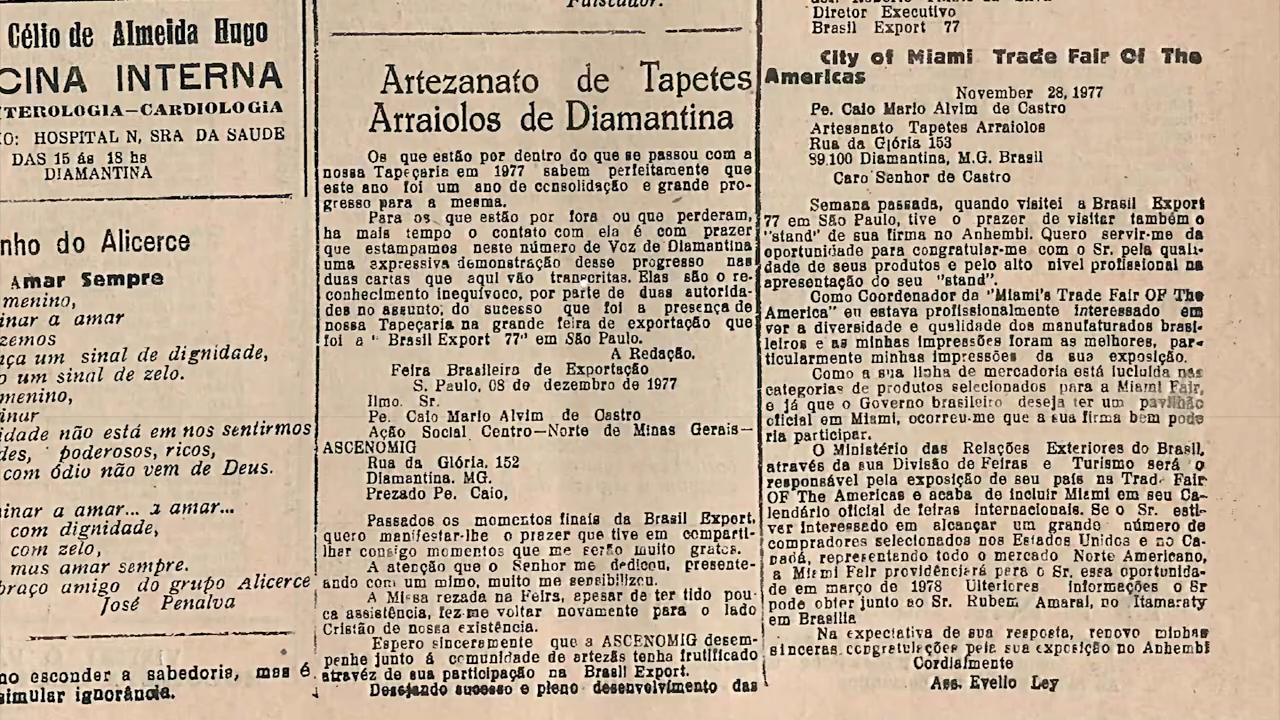 Célio de Almeida Hugo
CINA INTERNA
TEROLOGIA—CARDIOLOGIA
IO: HOSPITAL N, SRA DA SAUDE
DAS 15 ás 18 hs
DIAMANTINA
nho do Alicerce
Amar Sempre
menino,
inar a amar
zemos
nça um sinal de dignidade,
o um sinal de zelo.
menino,
inar
idade não está em nos sentirmos
des, poderosos, ricos,
com ódio não vem de Deus.
inar a amar... a amar...
com dignidade,
com zelo,
mus amar sempre.
braço amigo do grupo Alicerce
José Penalva
no esconder a sabedoris, mas é
simular ignorância.
Falscador.
Artezanato de Tapetes
Arraiolos de Diamantina
Os que estão por dentro do que se passou com a
nossa Tapeçaria em 1977 sabem perfeitamente que
este ano foi um ano de consolidação e grande pro-
gresso para a mesma.
Para os que estão por fora ou que perderam,
ha mais tempo o contato com ela é com prazer
que estampamos neste número de Voz de Diamantina
uma expressiva demonstração desse progresso nas
duas cartas que aqui vão transcritas. Elas são o re-
conhecimento inequívoco, por parte de duas autorida-
des no assunto, do sucesso que foi a presença de
nossa Tapeçaria na grande feira de exportação que
foi a " Brasil Export 77" em São Paulo.
A Redação.
Feira Brasileira de Exportação
S. Paulo, 08 de dezembro de 1977
Ilmo. Sr.
Pe. Caio Mario Alvim de Castro
Ação Social Centro—Norte de Minas Gerais—
ASCENOMIG
Rua da Glória, 152
Diamantina. MG.
Prezado Pe. Caio,
Passados os momentos finais da Brasil Export,
quero manifestar-lhe o prazer que tive em comparti-
lhar consigo momentos que me serão muito gratos.
A atenção que o Senhor me dedicou, presente-
ando com um mimo, muito me sensibilizou.
A Missa rezada na Feira, apesar de ter tido pou-
ca assistência, fez-me voltar novamente para o lado
Cristão de nossa existência.
Espero sinceramente que a ASCENOMIG desem-
penhe junto á comunidade de artezãs tenha frutificado
atravéz de sua participação na Brasil Export.
Desejando sucesso e pleno desenvolvimento das
Diretor Executivo
Brasil Export 77
City of Miami Trade Fair Of The
Americas
November 28, 1977
Pe. Caio Mario Alvim de Castro
Artesanato Tapetes Arraiolos
Rua da Glória 153
89.100 Diamantina, M.G. Brasil
Caro Senhor de Castro
Semana passada, quando visitei a Brasil Export
77 em São Paulo, tive o prazer de visitar também o
"stand" de sua firma no Anhembi. Quero servir-me da
oportunidade para congratular-me com o Sr. pela quali-
dade de seus produtos e pelo alto nivel profissional na
apresentação do seu "stand".
Como Coordenador da "Miami's Trade Fair OF The
America" eu estava profissionalmente interessado em
ver a diversidade e qualidade dos manufaturados brasi-
leiros e as minhas impressões foram as melhores, par-
ticularmente minhas impressões da sua exposição.
Como a sua linha de mercadoria está incluida nas
categorias de produtos selecionados para a Miami Fair,
e já que o Governo brasileiro deseja ter um pavilhão
oficial em Miami, ocorreu-me que a sua firma bem pode
ria participar.
O Ministério das Relações Exteriores do Brasil,
através da sua Divisão de Feiras e Turismo será o
responsável pela exposição de seu país na Trad- Fair
OF The Americas e acaba de incluir Miami em seu Ca-
lendário oficial de feiras internacionais. Se o Sr. esti-
ver interessado em alcançar um grande número de
compradores selecionados nos Estados Unidos e no Ca-
nadá, representando todo o mercado Norte Americano,
a Miami Fair providênciará para o Sr, essa oportunida-
de em março de 1978 Ulteriores informações o Sr
pode obter junto ao Sr. Rubem Amaral, no Itamaraty
em Brasilia
Na expectativa de sua resposta, renovo minhas
sinceras congratulações pela sua exposição no Anhembi
Cordialmente
Ass. Evelio Ley